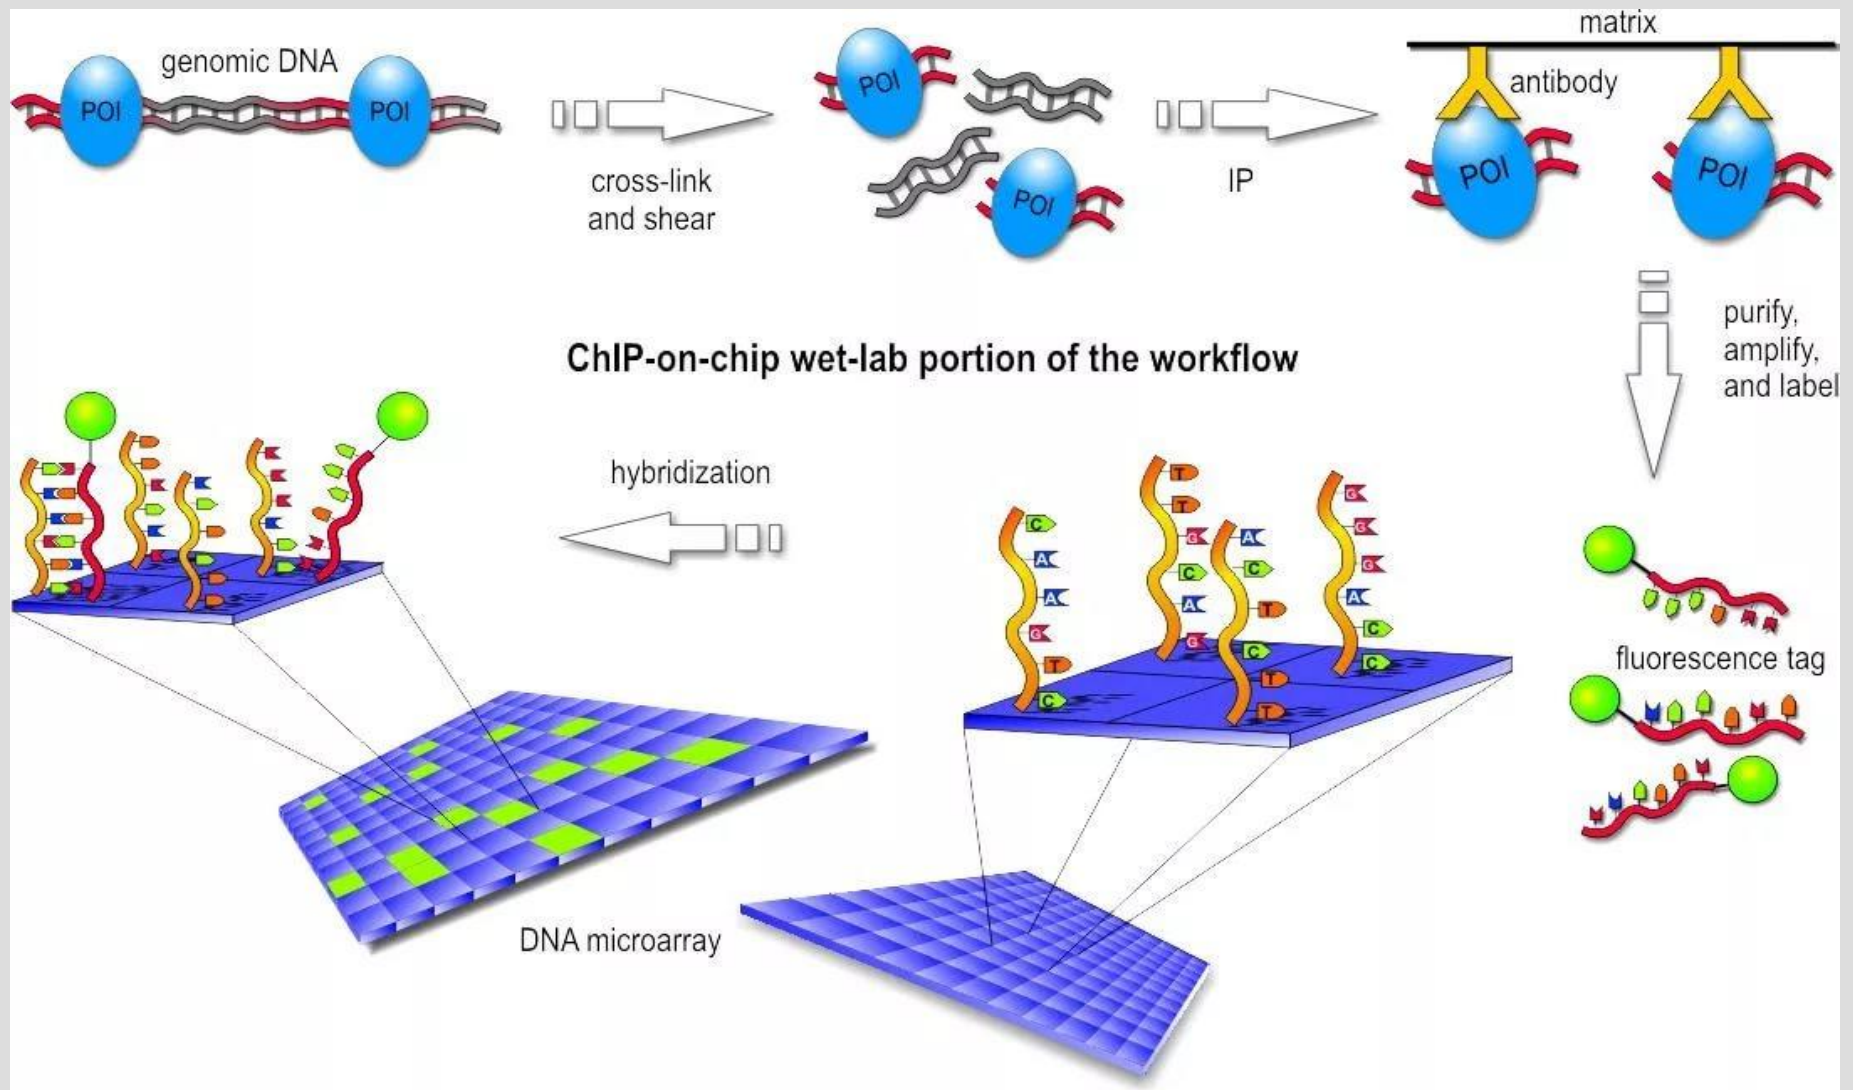 genomic DNA
POI
POI
cross-link
and shear
POI
POI
IP
matrix
antibody
POI
POI
purify,
amplify,
and label
ChIP-on-chip wet-lab portion of the workflow
fluorescence tag
C
A
A
G
T
C
T
T
G
C
A
G
A
C
T
C
T
T
G
G
G
A
C
C
hybridization
DNA microarray